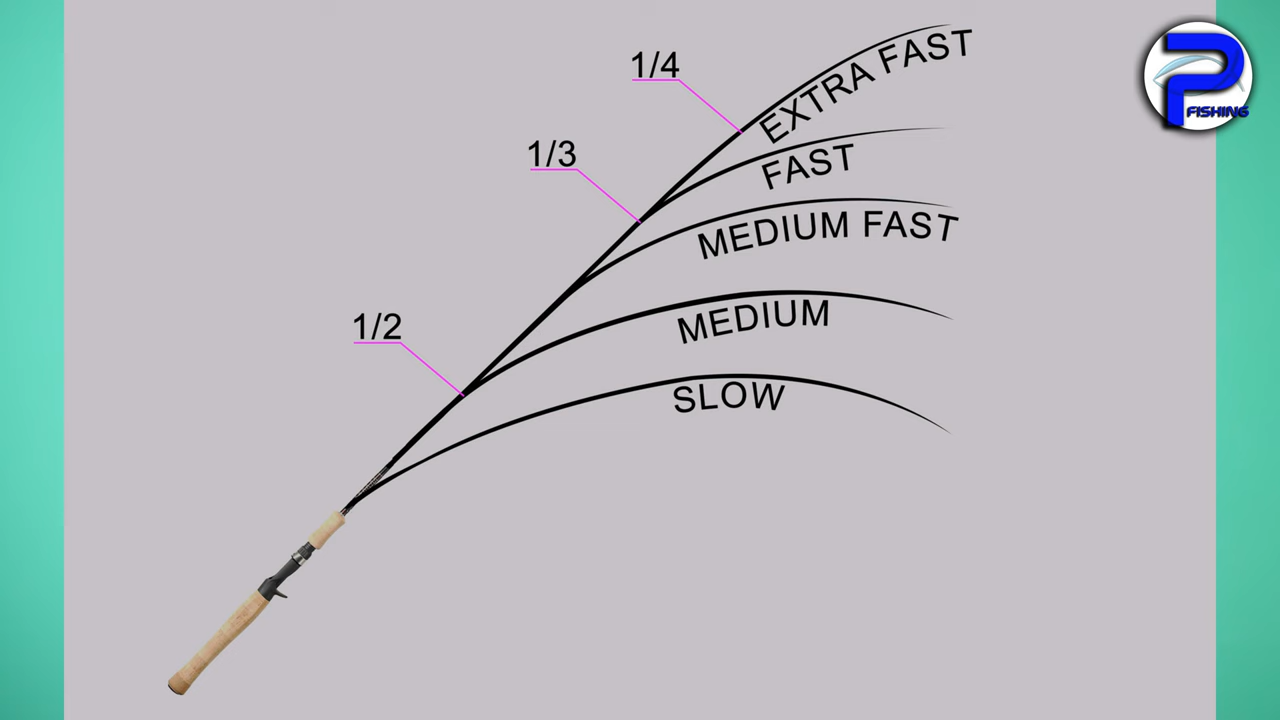 1/4
EXTRA FAST
1/3
FAST
MEDIUM FAST
1/2
MEDIUM
SLOW
P
FISHING